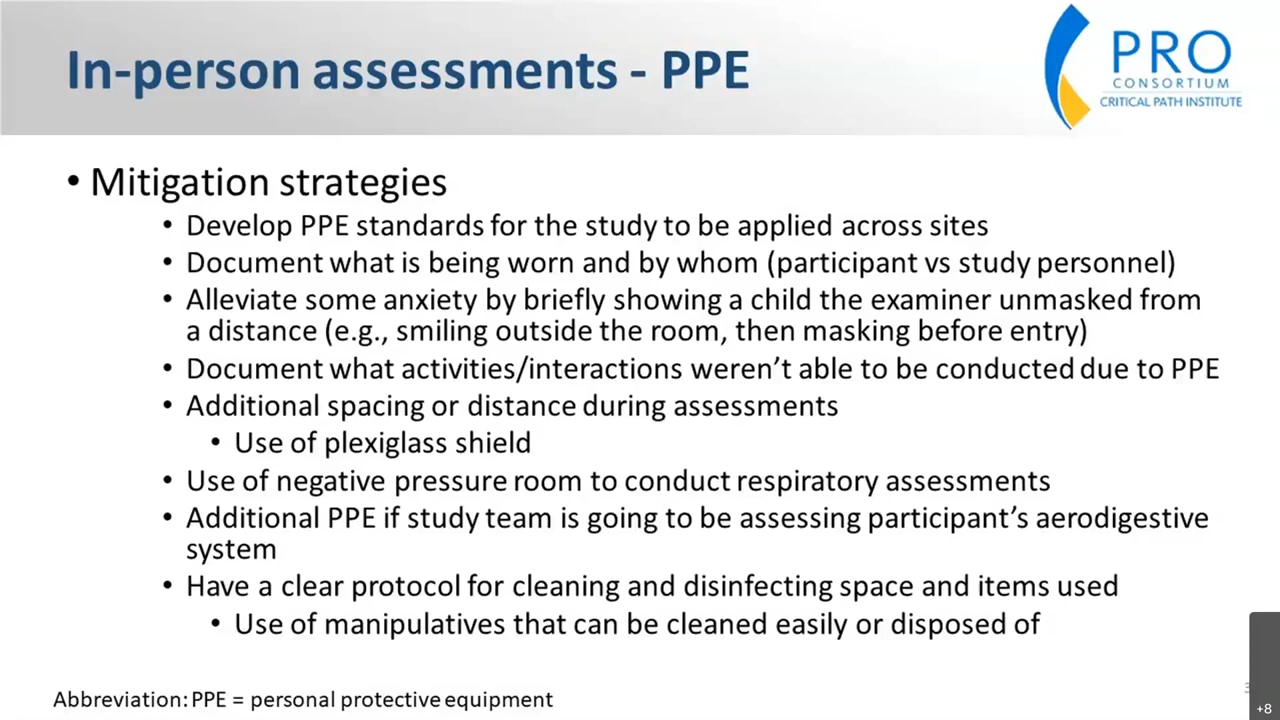 In-person assessments - PPE
PRO
CONSORTIUM
CRITICAL PATH INSTITUTE
• Mitigation strategies
• Develop PPE standards for the study to be applied across sites
• Document what is being worn and by whom (participant vs study personnel)
• Alleviate some anxiety by briefly showing a child the examiner unmasked from
a distance (e.g., smiling outside the room, then masking before entry)
• Document what activities/interactions weren't able to be conducted due to PPE
• Additional spacing or distance during assessments
• Use of plexiglass shield
• Use of negative pressure room to conduct respiratory assessments
• Additional PPE if study team is going to be assessing participant's aerodigestive
system
• Have a clear protocol for cleaning and disinfecting space and items used
• Use of manipulatives that can be cleaned easily or disposed of
Abbreviation: PPE = personal protective equipment
+8